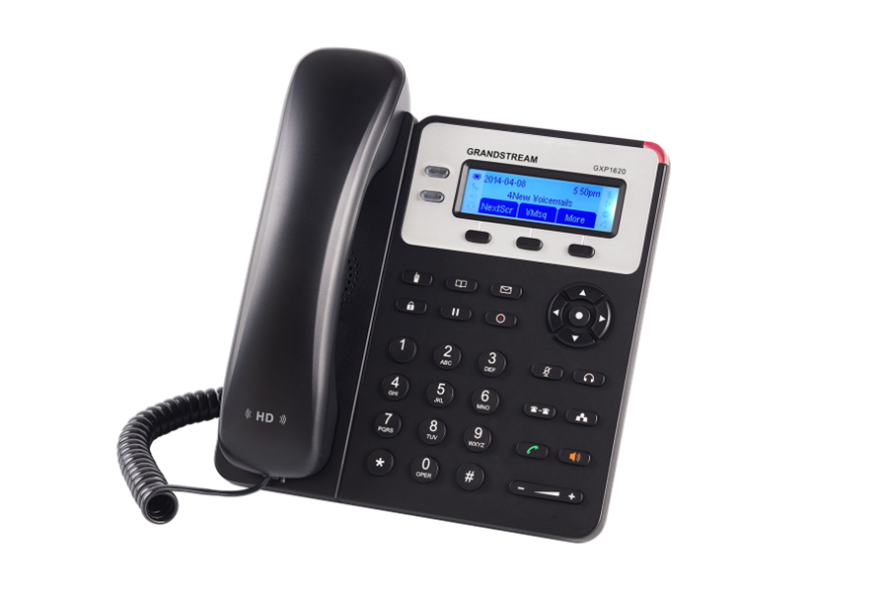 GRANDSTREAM
GXP1620
2014-04-08 5:50pm
4New Voicemails
NextScr VMsg More
1
2 ABC
3 DEF
4 GHI
5 JKL
6 MNO
7 PQRS
8 TUV
9 WXYZ
*
0 OPER
#
HD